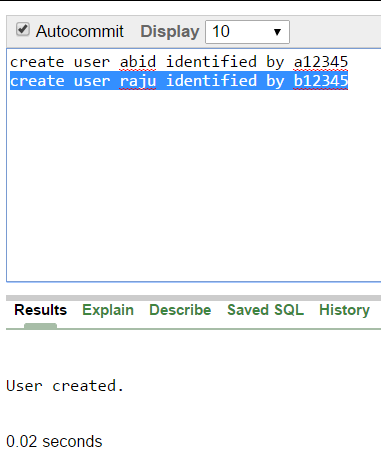 Autocommit Display 10
create user abid identified by a12345
create user raju identified by b12345
Results Explain Describe Saved SQL History
User created.
0.02 seconds